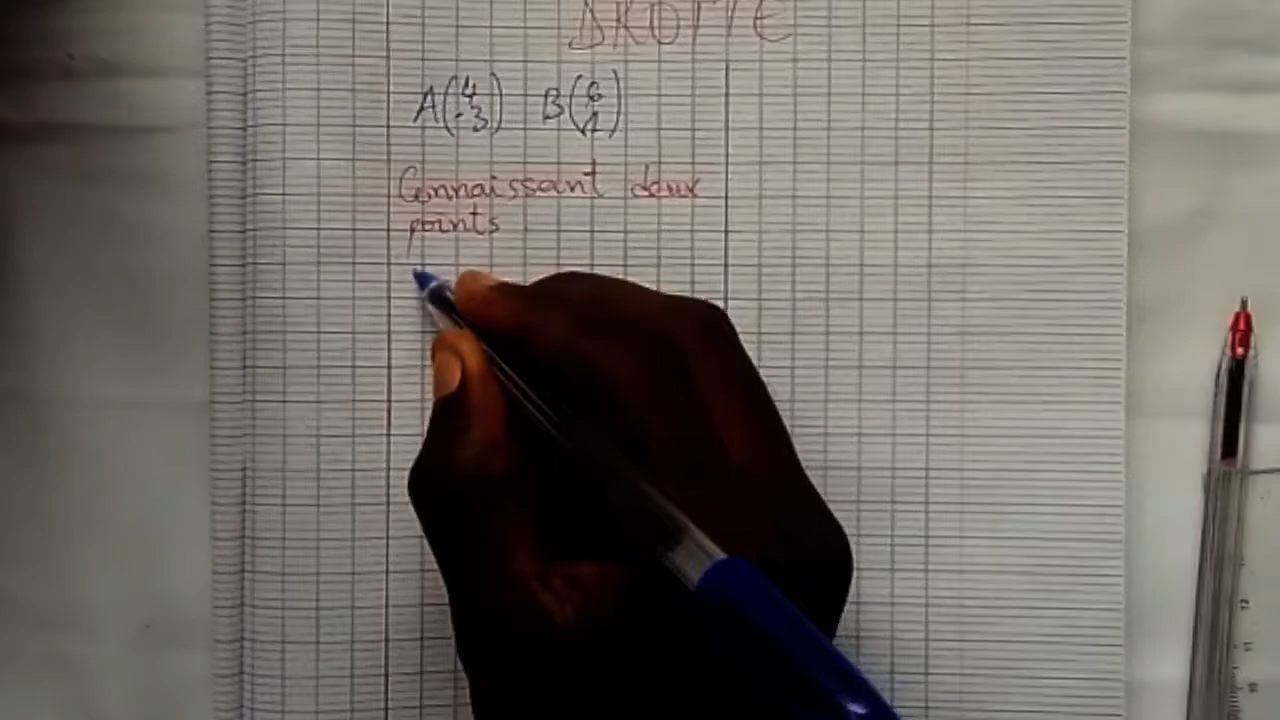 DROITE
A(4 -3) B(6 1)
Connaissant deux
points